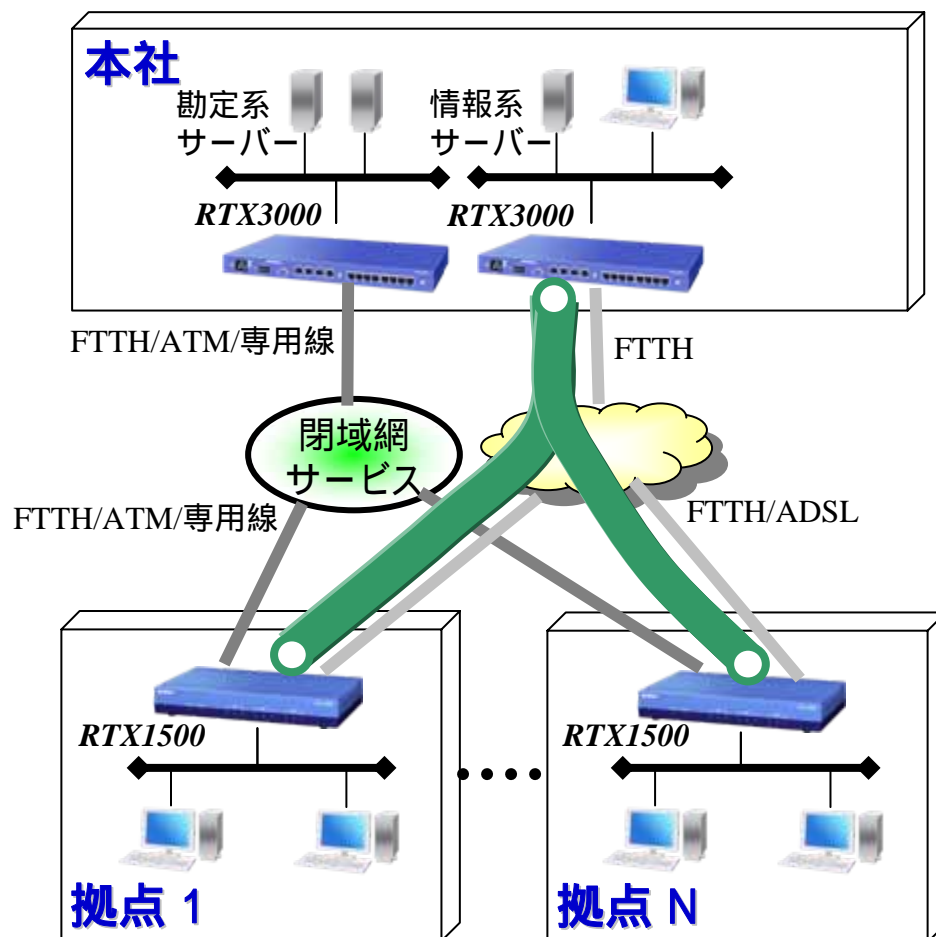 本社
勘定系
サーバー
情報系
サーバー
RTX3000
RTX3000
FTTH/ATM/専用線
FTTH
閉域網
サービス
FTTH/ATM/専用線
FTTH/ADSL
RTX1500
RTX1500
拠点 1
拠点 N